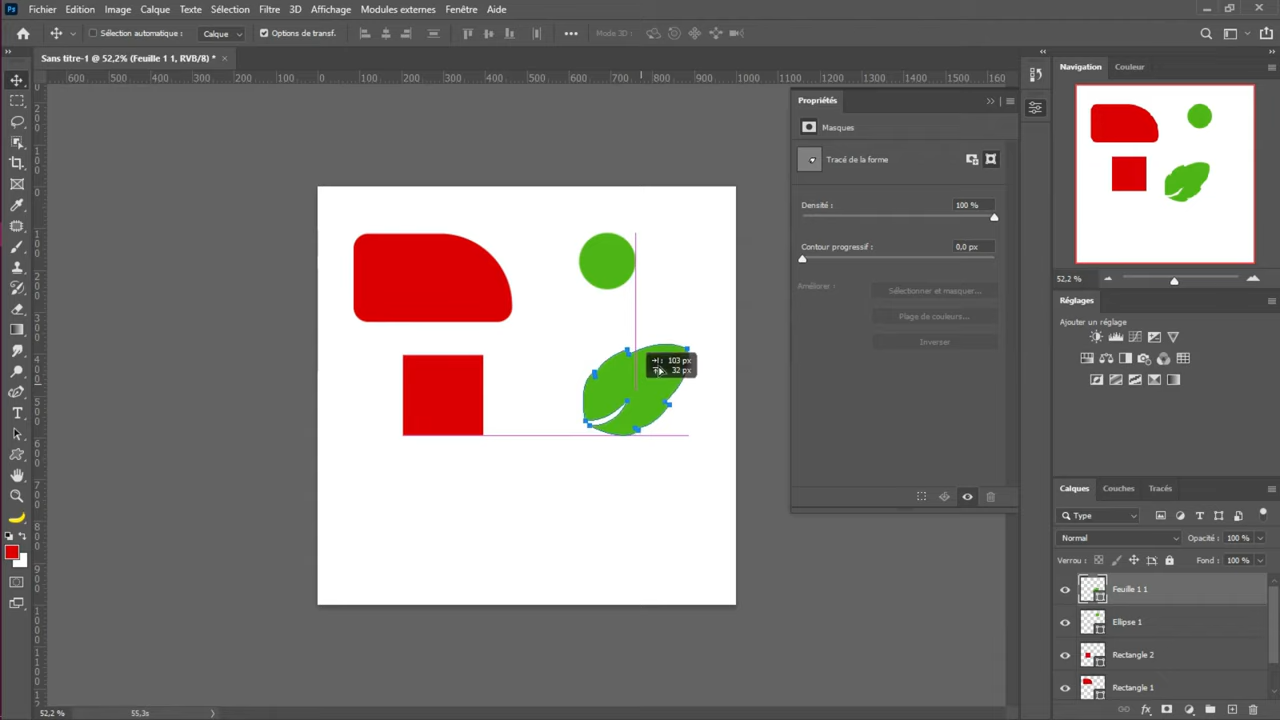 Ps Fichier Edition Image Calque Texte Sélection Filtre 3D Affichage Modules externes Fenêtre Aide
Sélection automatique : Calque Options de transf. Mode 3D :
Sans titre-1 @ 52,2% (Feuille 1 1, RVB/8) * ×
600 500 400 300 200 100 0 100 200 300 400 500 600 700 800 900 1000 1100 1200 1300 1400 1500 160
Navigation Couleur
Propriétés
Masques
Tracé de la forme
Densité : 100 %
Contour progressif : 0,0 px
Améliorer : Sélectionner et masquer...
Plage de couleurs...
Inverser
103 px
32 px
52,2 %
Réglages
Ajouter un réglage
Calques Couches Tracés
Type
Normal Opacité : 100 %
Verrou : Fond : 100 %
Feuille 1 1
Ellipse 1
Rectangle 2
Rectangle 1
52,2 % 55,3s